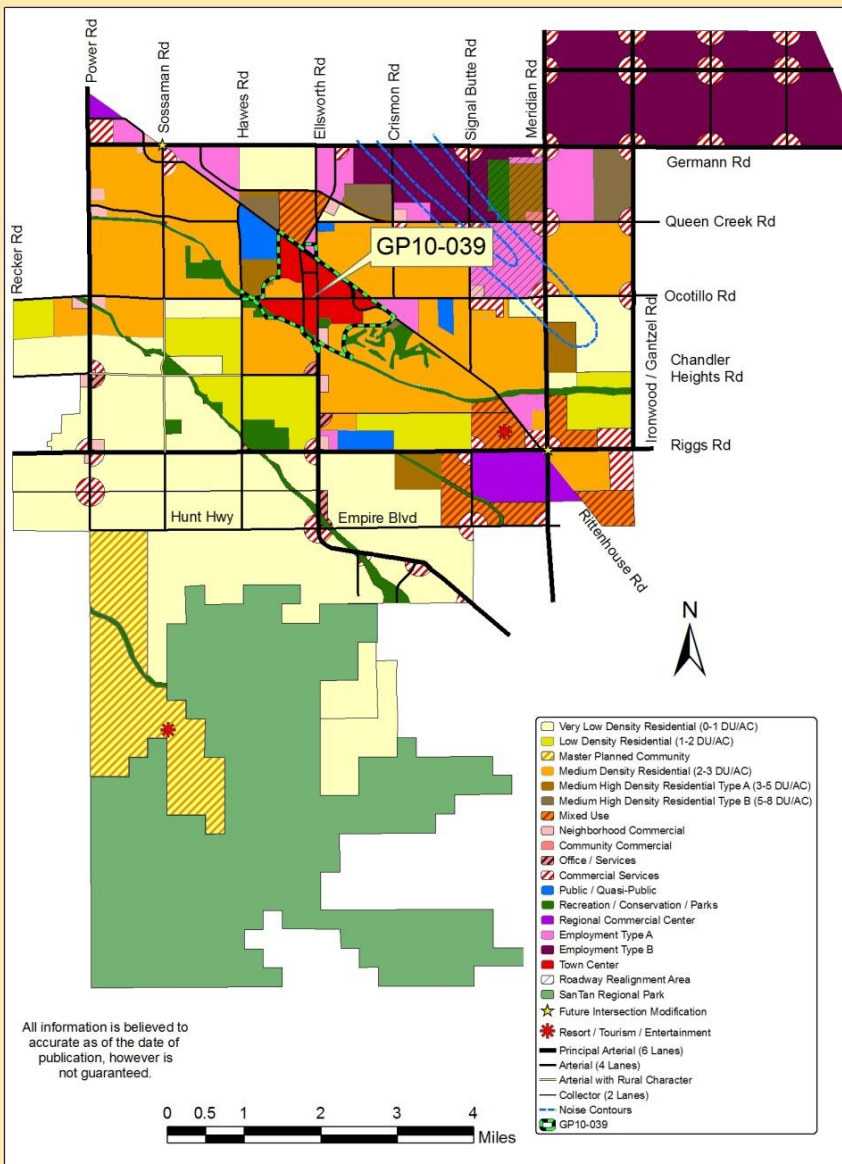 Power Rd
Sossaman Rd
Hawes Rd
Ellsworth Rd
Crismon Rd
Signal Butte Rd
Meridian Rd
Germann Rd
Queen Creek Rd
GP10-039
Recker Rd
Ocotillo Rd
Ironwood / Gantzel Rd
Chandler
Heights Rd
Riggs Rd
Hunt Hwy
Empire Blvd
Rittenhouse Rd
N
Very Low Density Residential (0-1 DU/AC)
Low Density Residential (1-2 DU/AC)
Master Planned Community
Medium Density Residential (2-3 DU/AC)
Medium High Density Residential Type A (3-5 DU/AC)
Medium High Density Residential Type B (5-8 DU/AC)
Mixed Use
Neighborhood Commercial
Community Commercial
Office / Services
Commercial Services
Public / Quasi-Public
Recreation / Conservation / Parks
Regional Commercial Center
Employment Type A
Employment Type B
Town Center
Roadway Realignment Area
SanTan Regional Park
Future Intersection Modification
Resort / Tourism / Entertainment
Principal Arterial (6 Lanes)
Arterial (4 Lanes)
Arterial with Rural Character
Collector (2 Lanes)
Noise Contours
GP10-039
All information is believed to
accurate as of the date of
publication, however is
not guaranteed.
0 0.5 1 2 3 4
Miles